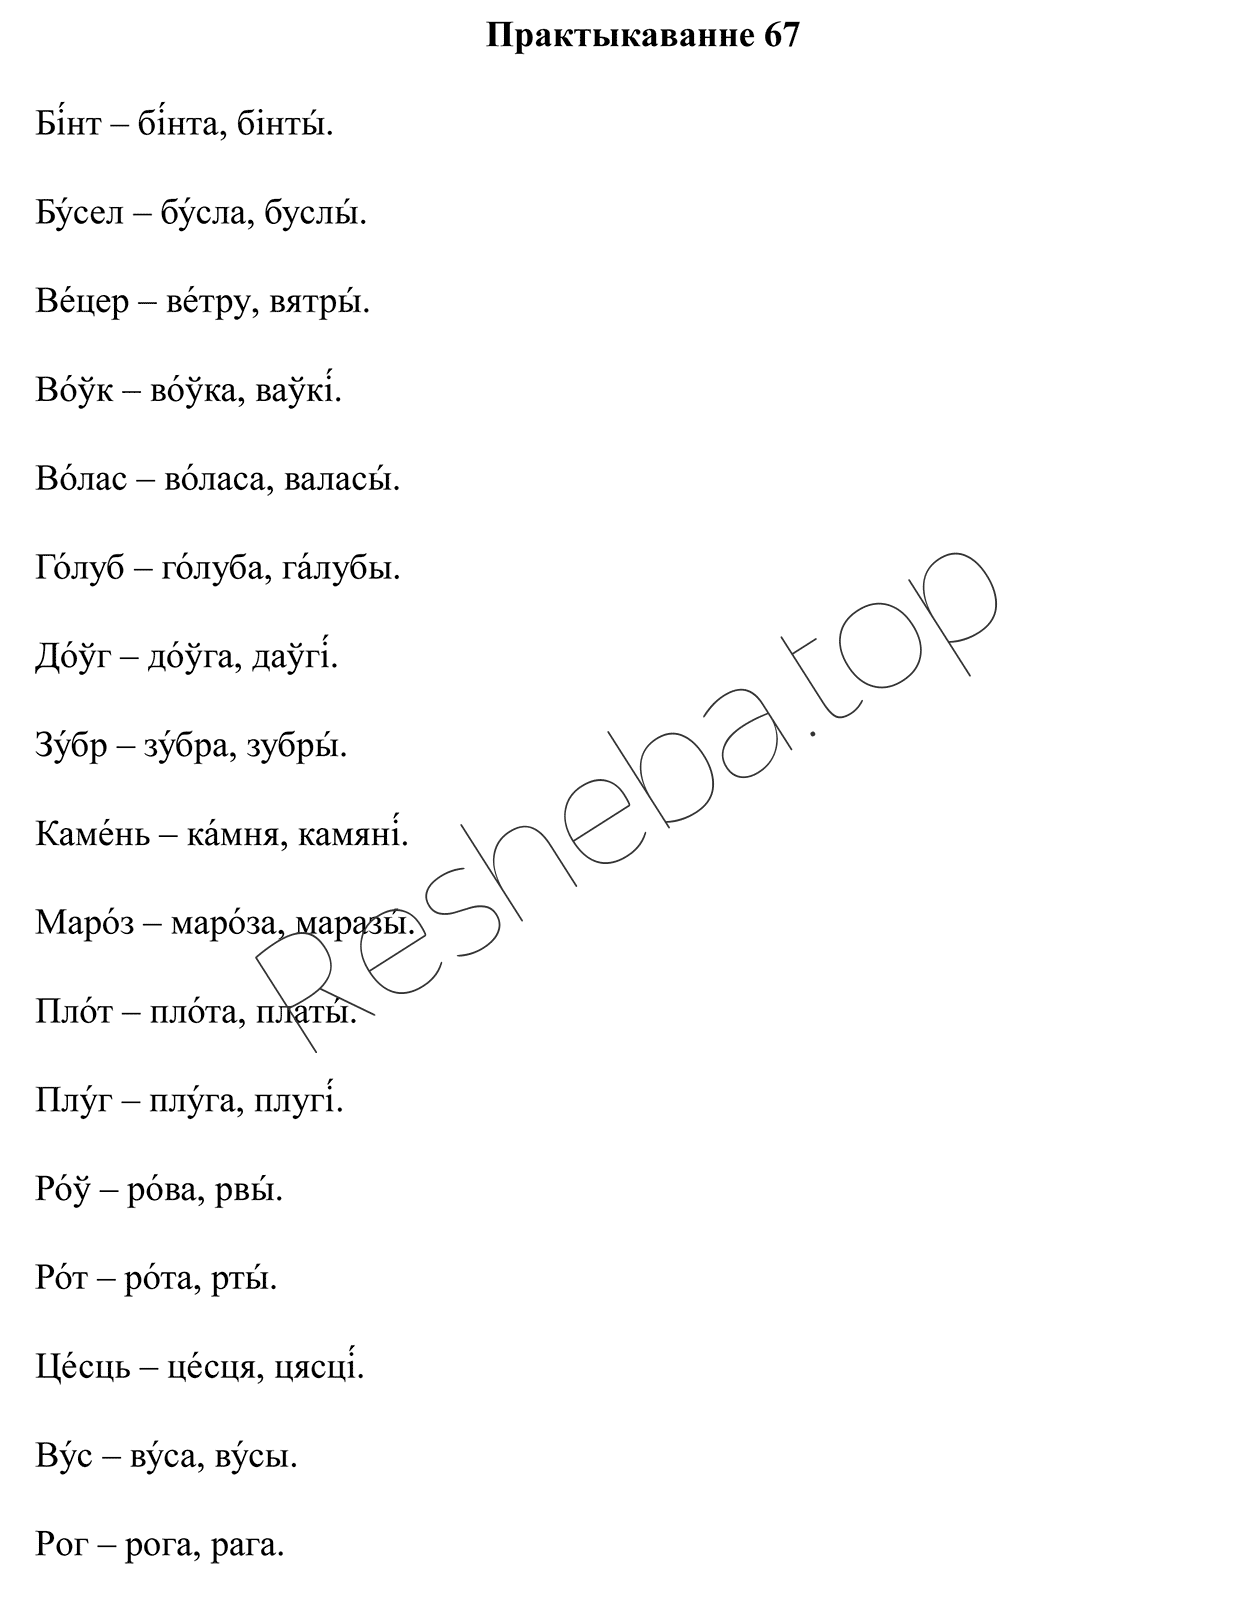 Практыкаванне 67
Бі́нт – бі́нта, бінты́.
Бу́сел – бу́сла, буслы́.
Ве́цер – ве́тру, вятры́.
Во́ўк – во́ўка, ваўкі́.
Во́лас – во́ласа, валасы́.
Го́луб – го́луба, га́лубы.
До́ўг – до́ўга, даўгі́.
Зу́бр – зу́бра, зубры́.
Каме́нь – ка́мня, камяні́.
Маро́з – маро́за, маразы́.
Пло́т – пло́та, платы́.
Плу́г – плу́га, плугі́.
Ро́ў – ро́ва, рвы́.
Ро́т – ро́та, рты́.
Це́сць – це́сця, цясці́.
Ву́с – ву́са, ву́сы.
Рог – рога, рага.
Resheba.top